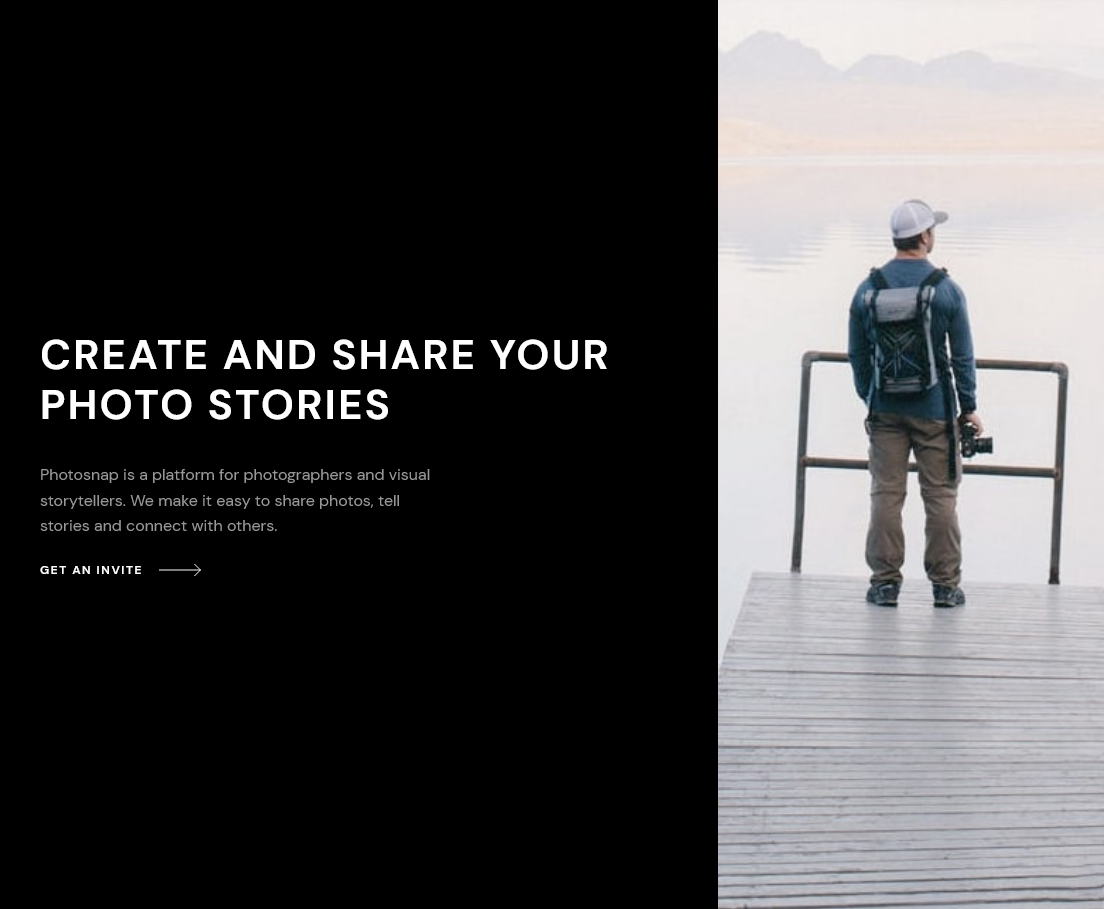 CREATE AND SHARE YOUR
PHOTO STORIES
Photosnap is a platform for photographers and visual
storytellers. We make it easy to share photos, tell
stories and connect with others.
GET AN INVITE